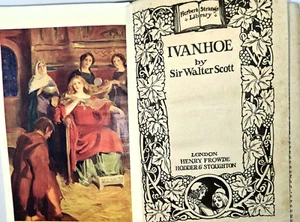 Herbert Strang's
Library
IVANHOE
by
Sir Walter Scott
LONDON
HENRY FROWDE
HODDER & STOUGHTON